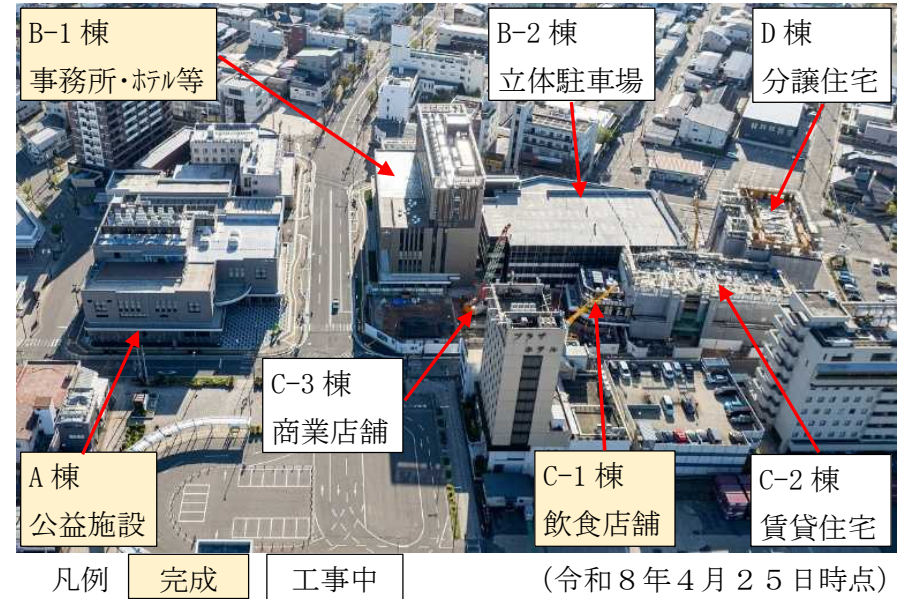 B-1 棟
事務所・ﾎﾃﾙ等
B-2 棟
立体駐車場
D 棟
分譲住宅
C-3 棟
商業店舗
A 棟
公益施設
C-1 棟
飲食店舗
C-2 棟
賃貸住宅
凡例 完成 工事中 (令和８年４月２５日時点)